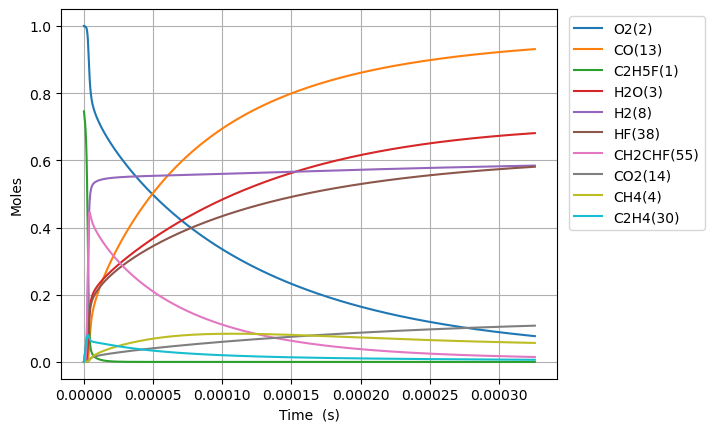 1.0
0.8
0.6
0.4
0.2
0.0
Moles
0.00000 0.00005 0.00010 0.00015 0.00020 0.00025 0.00030
Time (s)
O2(2)
CO(13)
C2H5F(1)
H2O(3)
H2(8)
HF(38)
CH2CHF(55)
CO2(14)
CH4(4)
C2H4(30)